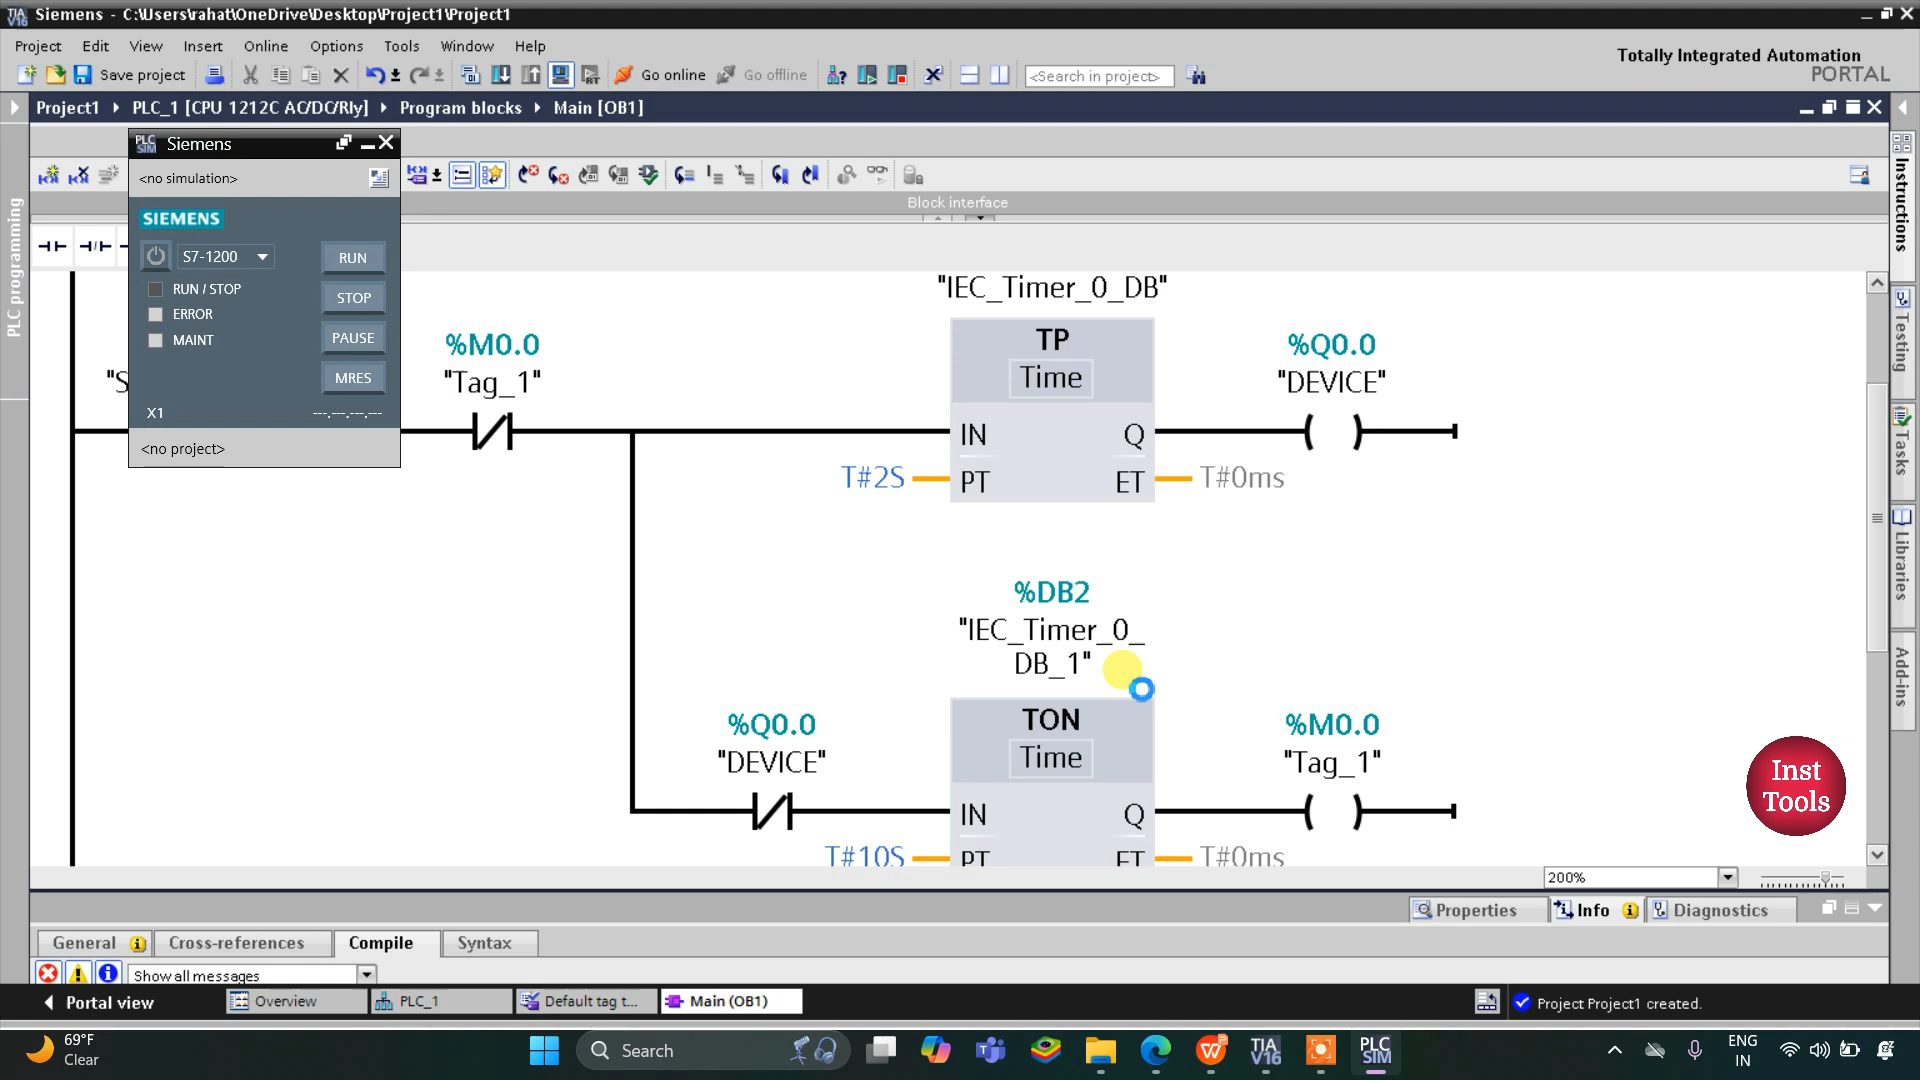 Siemens - C:\Users\rahat\OneDrive\Desktop\Project1\Project1
Project Edit View Insert Online Options Tools Window Help
Totally Integrated Automation
PORTAL
Save project
Go online
Go offline
<Search in project>
Project1 PLC_1 [CPU 1212C AC/DC/Rly] Program blocks Main [OB1]
PLC SIM Siemens
<no simulation>
Block interface
SIEMENS
S7-1200
RUN
RUN / STOP
STOP
ERROR
MAINT
PAUSE
MRES
X1
---.---.---.---
<no project>
PLC programming
Instructions
Testing
Tasks
Libraries
Add-ins
"IEC_Timer_0_DB"
TP
Time
%M0.0
"Tag_1"
%Q0.0
"DEVICE"
"S
IN Q
T#2S PT ET T#0ms
%DB2
"IEC_Timer_0_
DB_1"
TON
Time
%Q0.0
"DEVICE"
%M0.0
"Tag_1"
IN Q
T#10S PT ET T#0ms
Inst
Tools
200%
Properties Info Diagnostics
General Cross-references Compile Syntax
Show all messages
Portal view Overview PLC_1 Default tag t... Main (OB1)
Project Project1 created.
69°F
Clear
Search
TIA V16
PLC SIM
ENG
IN